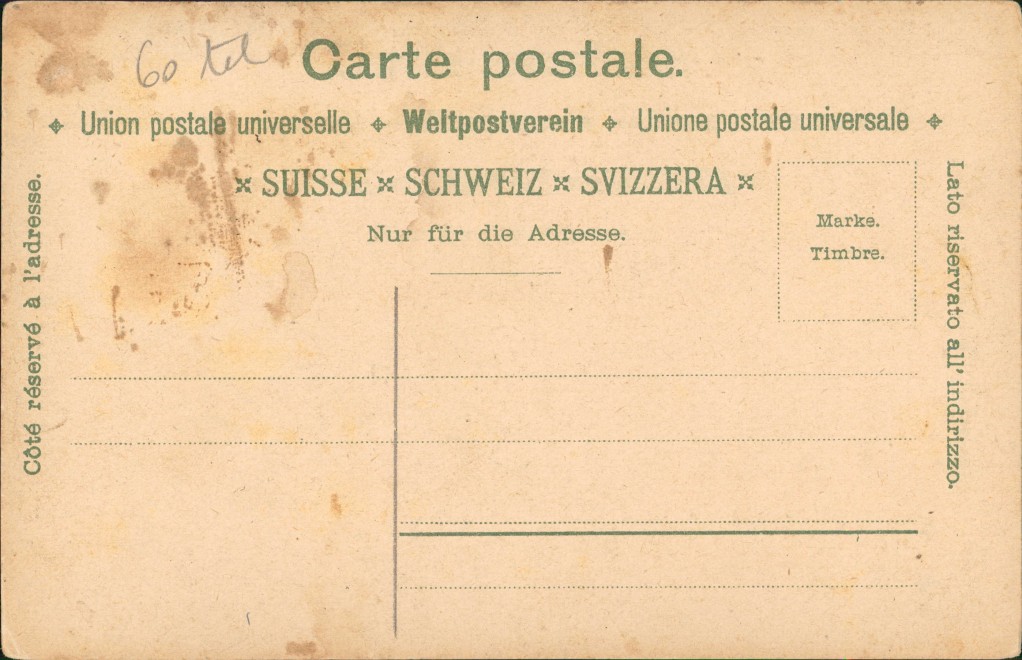 60
Carte postale.
Union postale universelle Weltpostverein Unione postale universale
SUISSE SCHWEIZ SVIZZERA
Nur für die Adresse.
Marke.
Timbre.
Côté réservé à l'adresse.
Lato riservato all' indirizzo.